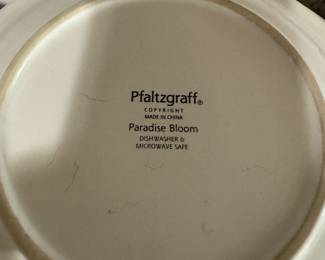 Pfaltzgraff®
COPYRIGHT
MADE IN CHINA
Paradise Bloom
DISHWASHER &
MICROWAVE SAFE